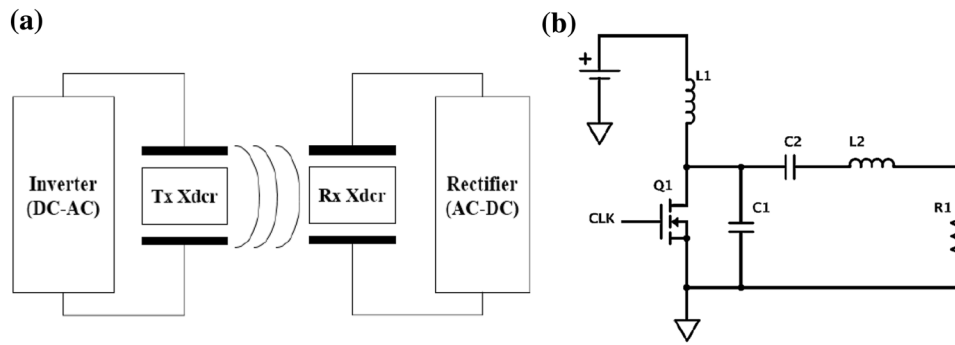 (a)
Inverter
(DC-AC)
Tx Xdcr
Rx Xdcr
Rectifier
(AC-DC)
(b)
+
L1
C2
L2
Q1
CLK
C1
R1